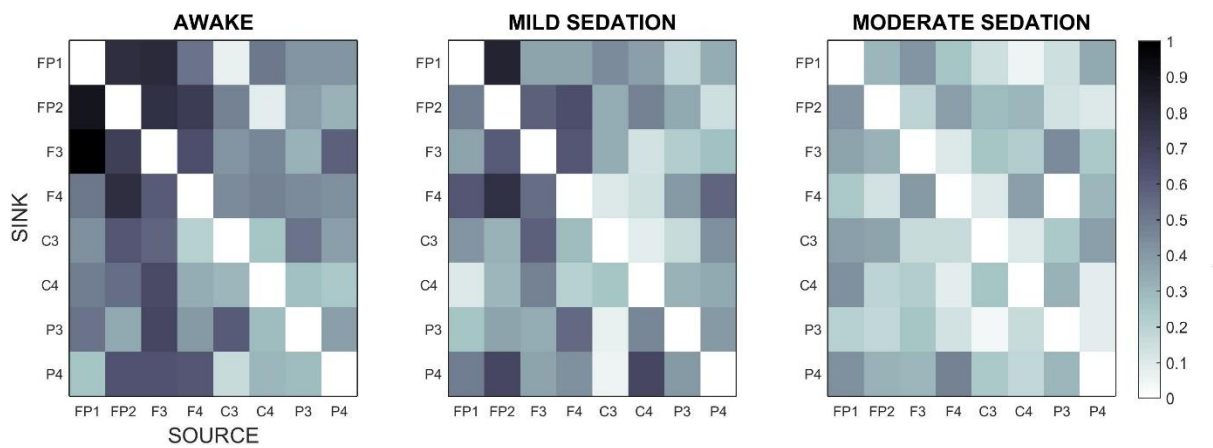 AWAKE
MILD SEDATION
MODERATE SEDATION
SINK
FP1
FP2
F3
F4
C3
C4
P3
P4
FP1 FP2 F3 F4 C3 C4 P3 P4
SOURCE
FP1
FP2
F3
F4
C3
C4
P3
P4
FP1 FP2 F3 F4 C3 C4 P3 P4
FP1
FP2
F3
F4
C3
C4
P3
P4
FP1 FP2 F3 F4 C3 C4 P3 P4
1
0.9
0.8
0.7
0.6
0.5
0.4
0.3
0.2
0.1
0